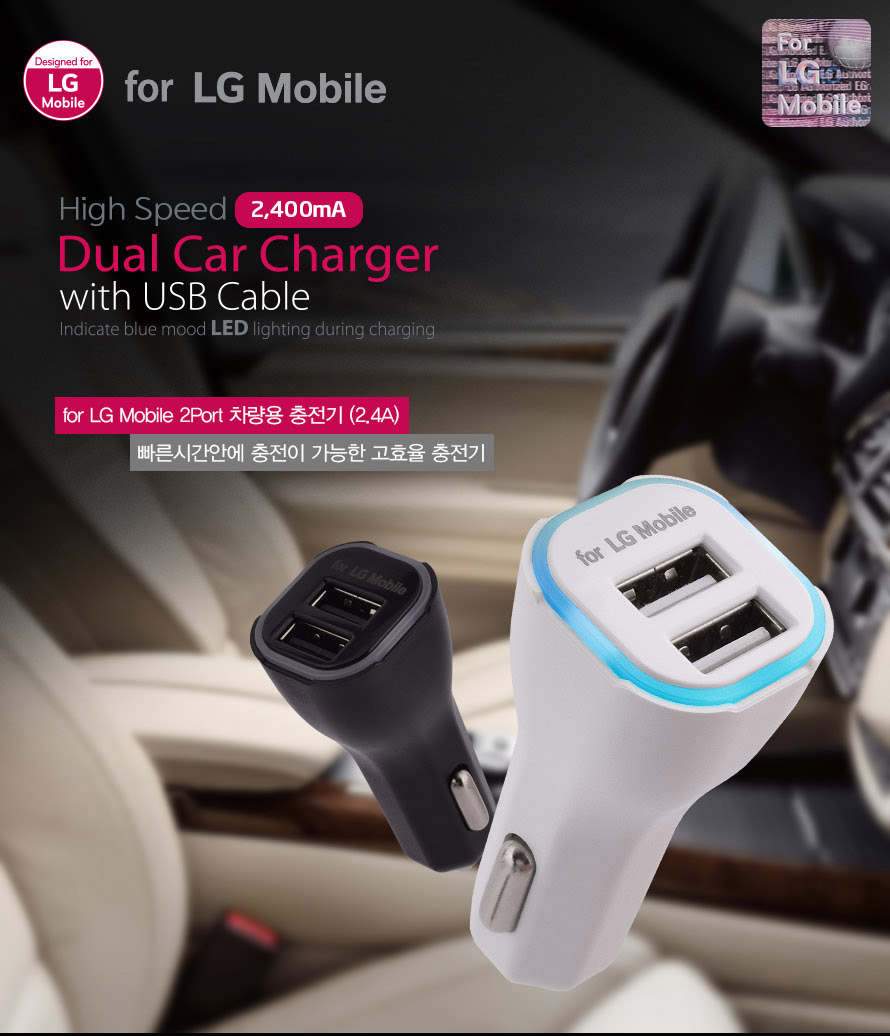 Designed for
LG
Mobile
for LG Mobile
For
LG
Mobile
High Speed 2,400mA
Dual Car Charger
with USB Cable
Indicate blue mood LED lighting during charging
for LG Mobile 2Port 차량용 충전기 (2.4A)
빠른시간안에 충전이 가능한 고효율 충전기
for LG Mobile
for LG Mobile